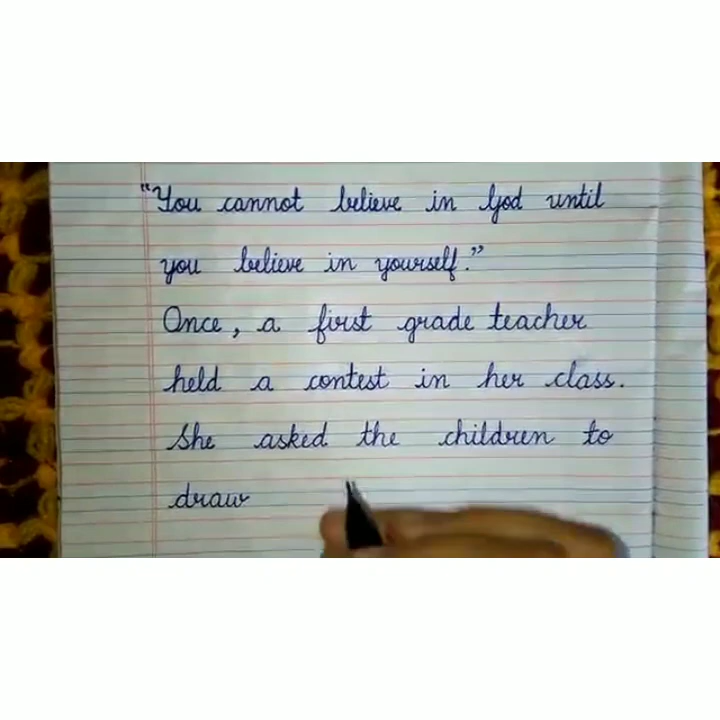 "You cannot believe in God until
you believe in yourself."
Once, a first grade teacher
held a contest in her class.
She asked the children to
draw